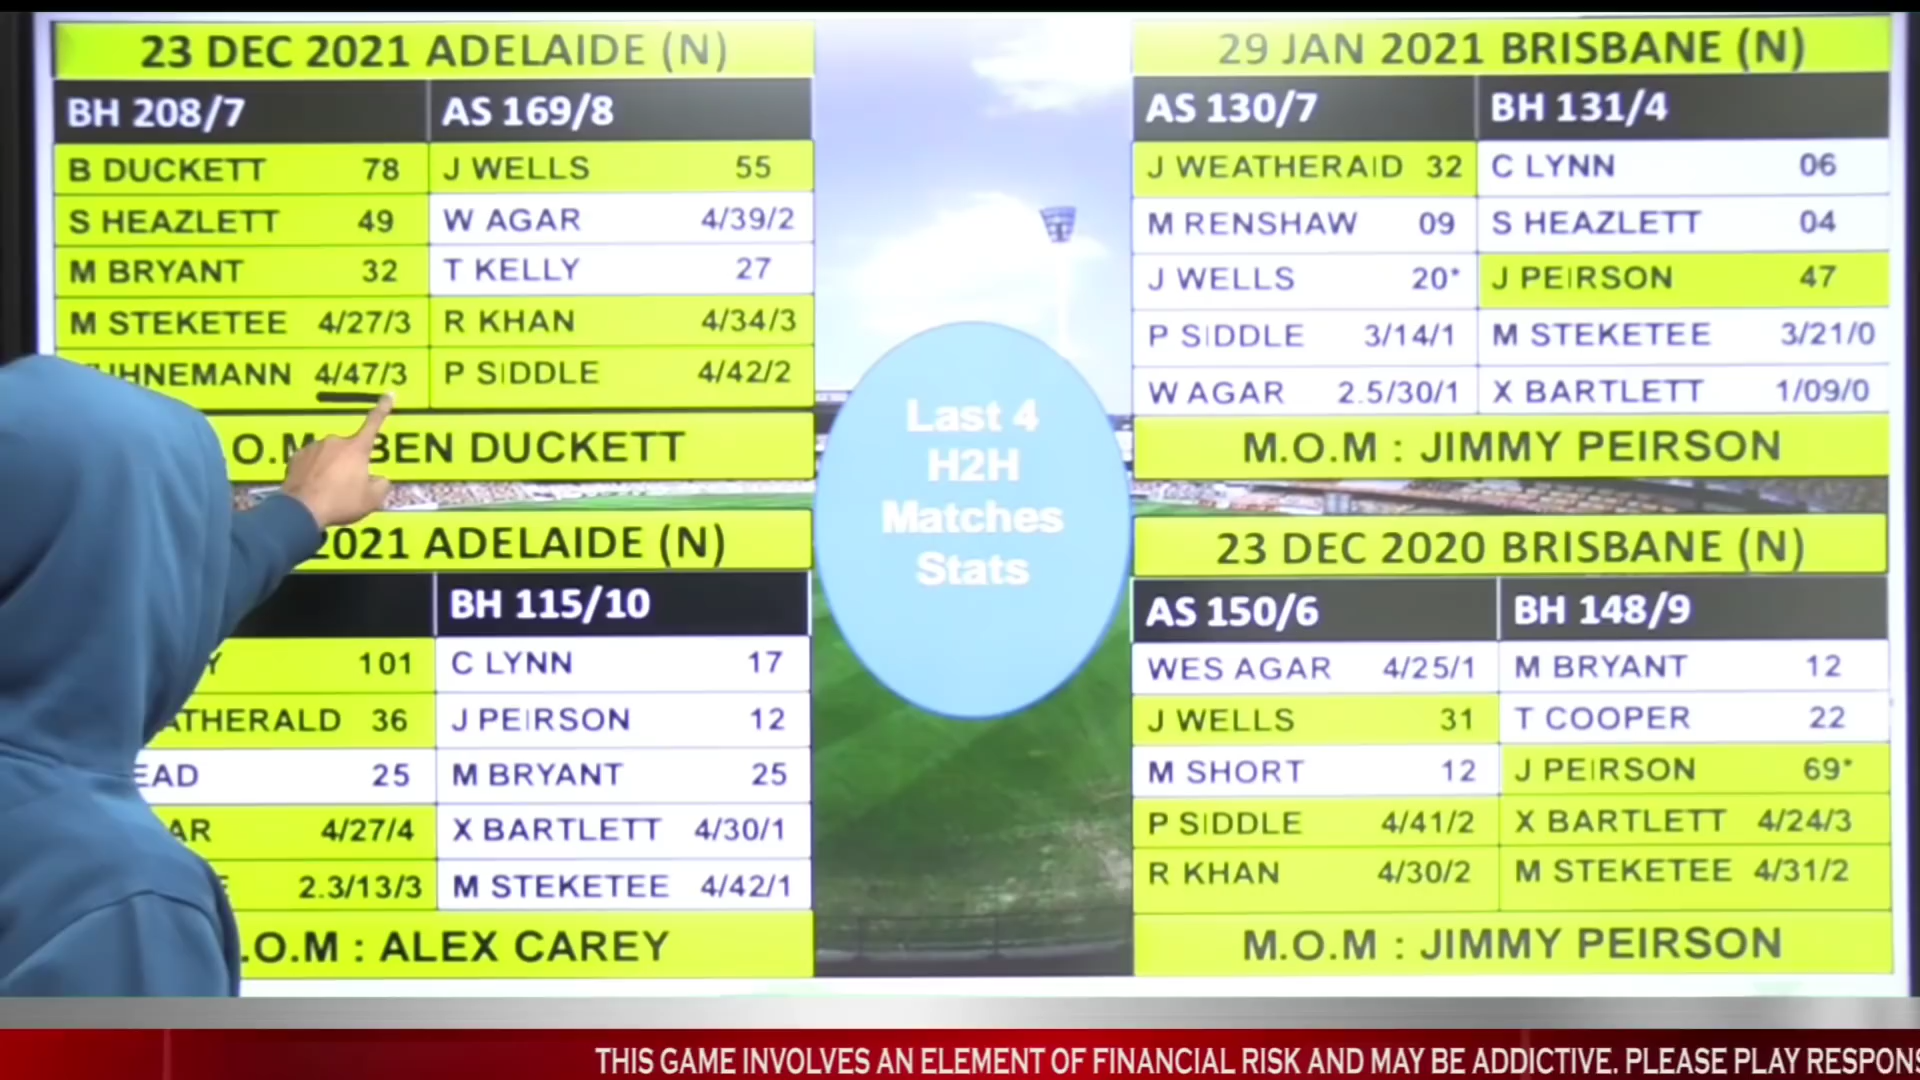 23 DEC 2021 ADELAIDE (N)
BH 208/7 AS 169/8
B DUCKETT 78 J WELLS 55
S HEAZLETT 49 W AGAR 4/39/2
M BRYANT 32 T KELLY 27
M STEKETEE 4/27/3 R KHAN 4/34/3
HNEMANN 4/47/3 P SIDDLE 4/42/2
O.M BEN DUCKETT
29 JAN 2021 BRISBANE (N)
AS 130/7 BH 131/4
J WEATHERAID 32 C LYNN 06
M RENSHAW 09 S HEAZLETT 04
J WELLS 20* J PEIRSON 47
P SIDDLE 3/14/1 M STEKETEE 3/21/0
W AGAR 2.5/30/1 X BARTLETT 1/09/0
M.O.M : JIMMY PEIRSON
Last 4
H2H
Matches
Stats
2021 ADELAIDE (N)
BH 115/10
Y 101 C LYNN 17
ATHERALD 36 J PEIRSON 12
EAD 25 M BRYANT 25
AR 4/27/4 X BARTLETT 4/30/1
2.3/13/3 M STEKETEE 4/42/1
.O.M : ALEX CAREY
23 DEC 2020 BRISBANE (N)
AS 150/6 BH 148/9
WES AGAR 4/25/1 M BRYANT 12
J WELLS 31 T COOPER 22
M SHORT 12 J PEIRSON 69*
P SIDDLE 4/41/2 X BARTLETT 4/24/3
R KHAN 4/30/2 M STEKETEE 4/31/2
M.O.M : JIMMY PEIRSON
THIS GAME INVOLVES AN ELEMENT OF FINANCIAL RISK AND MAY BE ADDICTIVE. PLEASE PLAY RESPONS